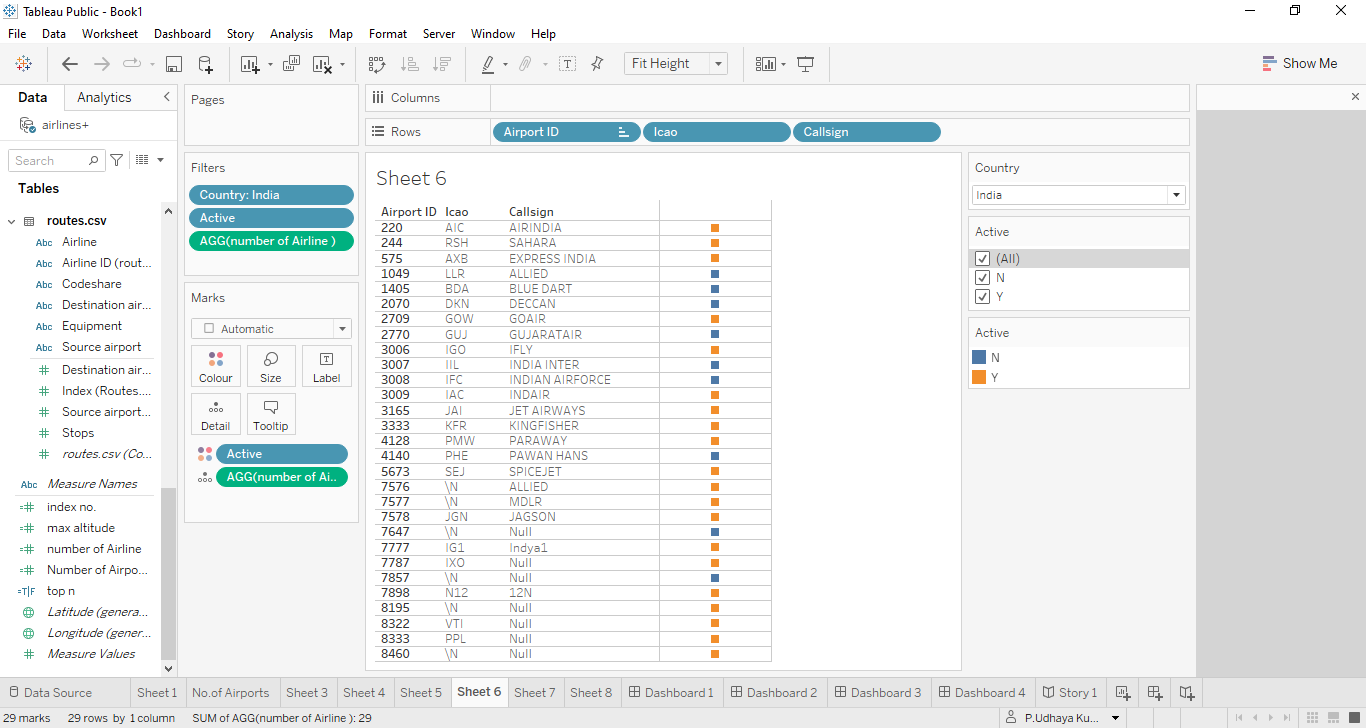 Tableau Public - Book1
File Data Worksheet Dashboard Story Analysis Map Format Server Window Help
Fit Height
Show Me
Data Analytics
airlines+
Search
Tables
routes.csv
Abc Airline
Abc Airline ID (rout...
Abc Codeshare
Abc Destination air...
Abc Equipment
Abc Source airport
# Destination air...
# Index (Routes....
# Source airport...
# Stops
# routes.csv (Co...
Abc Measure Names
=# index no.
=# max altitude
=# number of Airline
=# Number of Airpo...
=T|F top n
Latitude (genera...
Longitude (gener...
# Measure Values
Pages
Filters
Country: India
Active
AGG(number of Airline )
Marks
Automatic
Colour Size Label
Detail Tooltip
Active
AGG(number of Ai..
Columns
Rows Airport ID Icao Callsign
Sheet 6
Airport ID Icao Callsign
220 AIC AIRINDIA
244 RSH SAHARA
575 AXB EXPRESS INDIA
1049 LLR ALLIED
1405 BDA BLUE DART
2070 DKN DECCAN
2709 GOW GOAIR
2770 GUJ GUJARATAIR
3006 IGO IFLY
3007 IIL INDIA INTER
3008 IFC INDIAN AIRFORCE
3009 IAC INDAIR
3165 JAI JET AIRWAYS
3333 KFR KINGFISHER
4128 PMW PARAWAY
4140 PHE PAWAN HANS
5673 SEJ SPICEJET
7576 \N ALLIED
7577 \N MDLR
7578 JGN JAGSON
7647 \N Null
7777 IG1 Indya1
7787 IXO Null
7857 \N Null
7898 N12 12N
8195 \N Null
8322 VTI Null
8333 PPL Null
8460 \N Null
Country
India
Active
(All)
N
Y
Active
N
Y
Data Source Sheet 1 No.of Airports Sheet 3 Sheet 4 Sheet 5 Sheet 6 Sheet 7 Sheet 8 Dashboard 1 Dashboard 2 Dashboard 3 Dashboard 4 Story 1
29 marks 29 rows by 1 column SUM of AGG(number of Airline ): 29 P.Udhaya Ku...